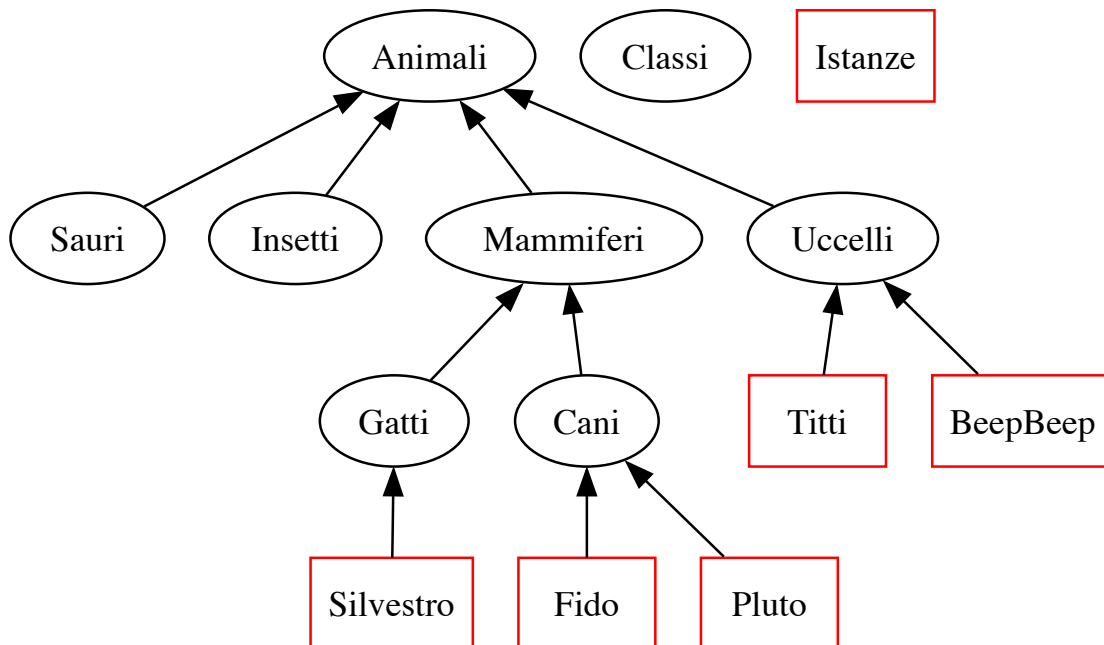 Animali
Classi
Istanze
Sauri
Insetti
Mammiferi
Uccelli
Gatti
Cani
Titti
BeepBeep
Silvestro
Fido
Pluto